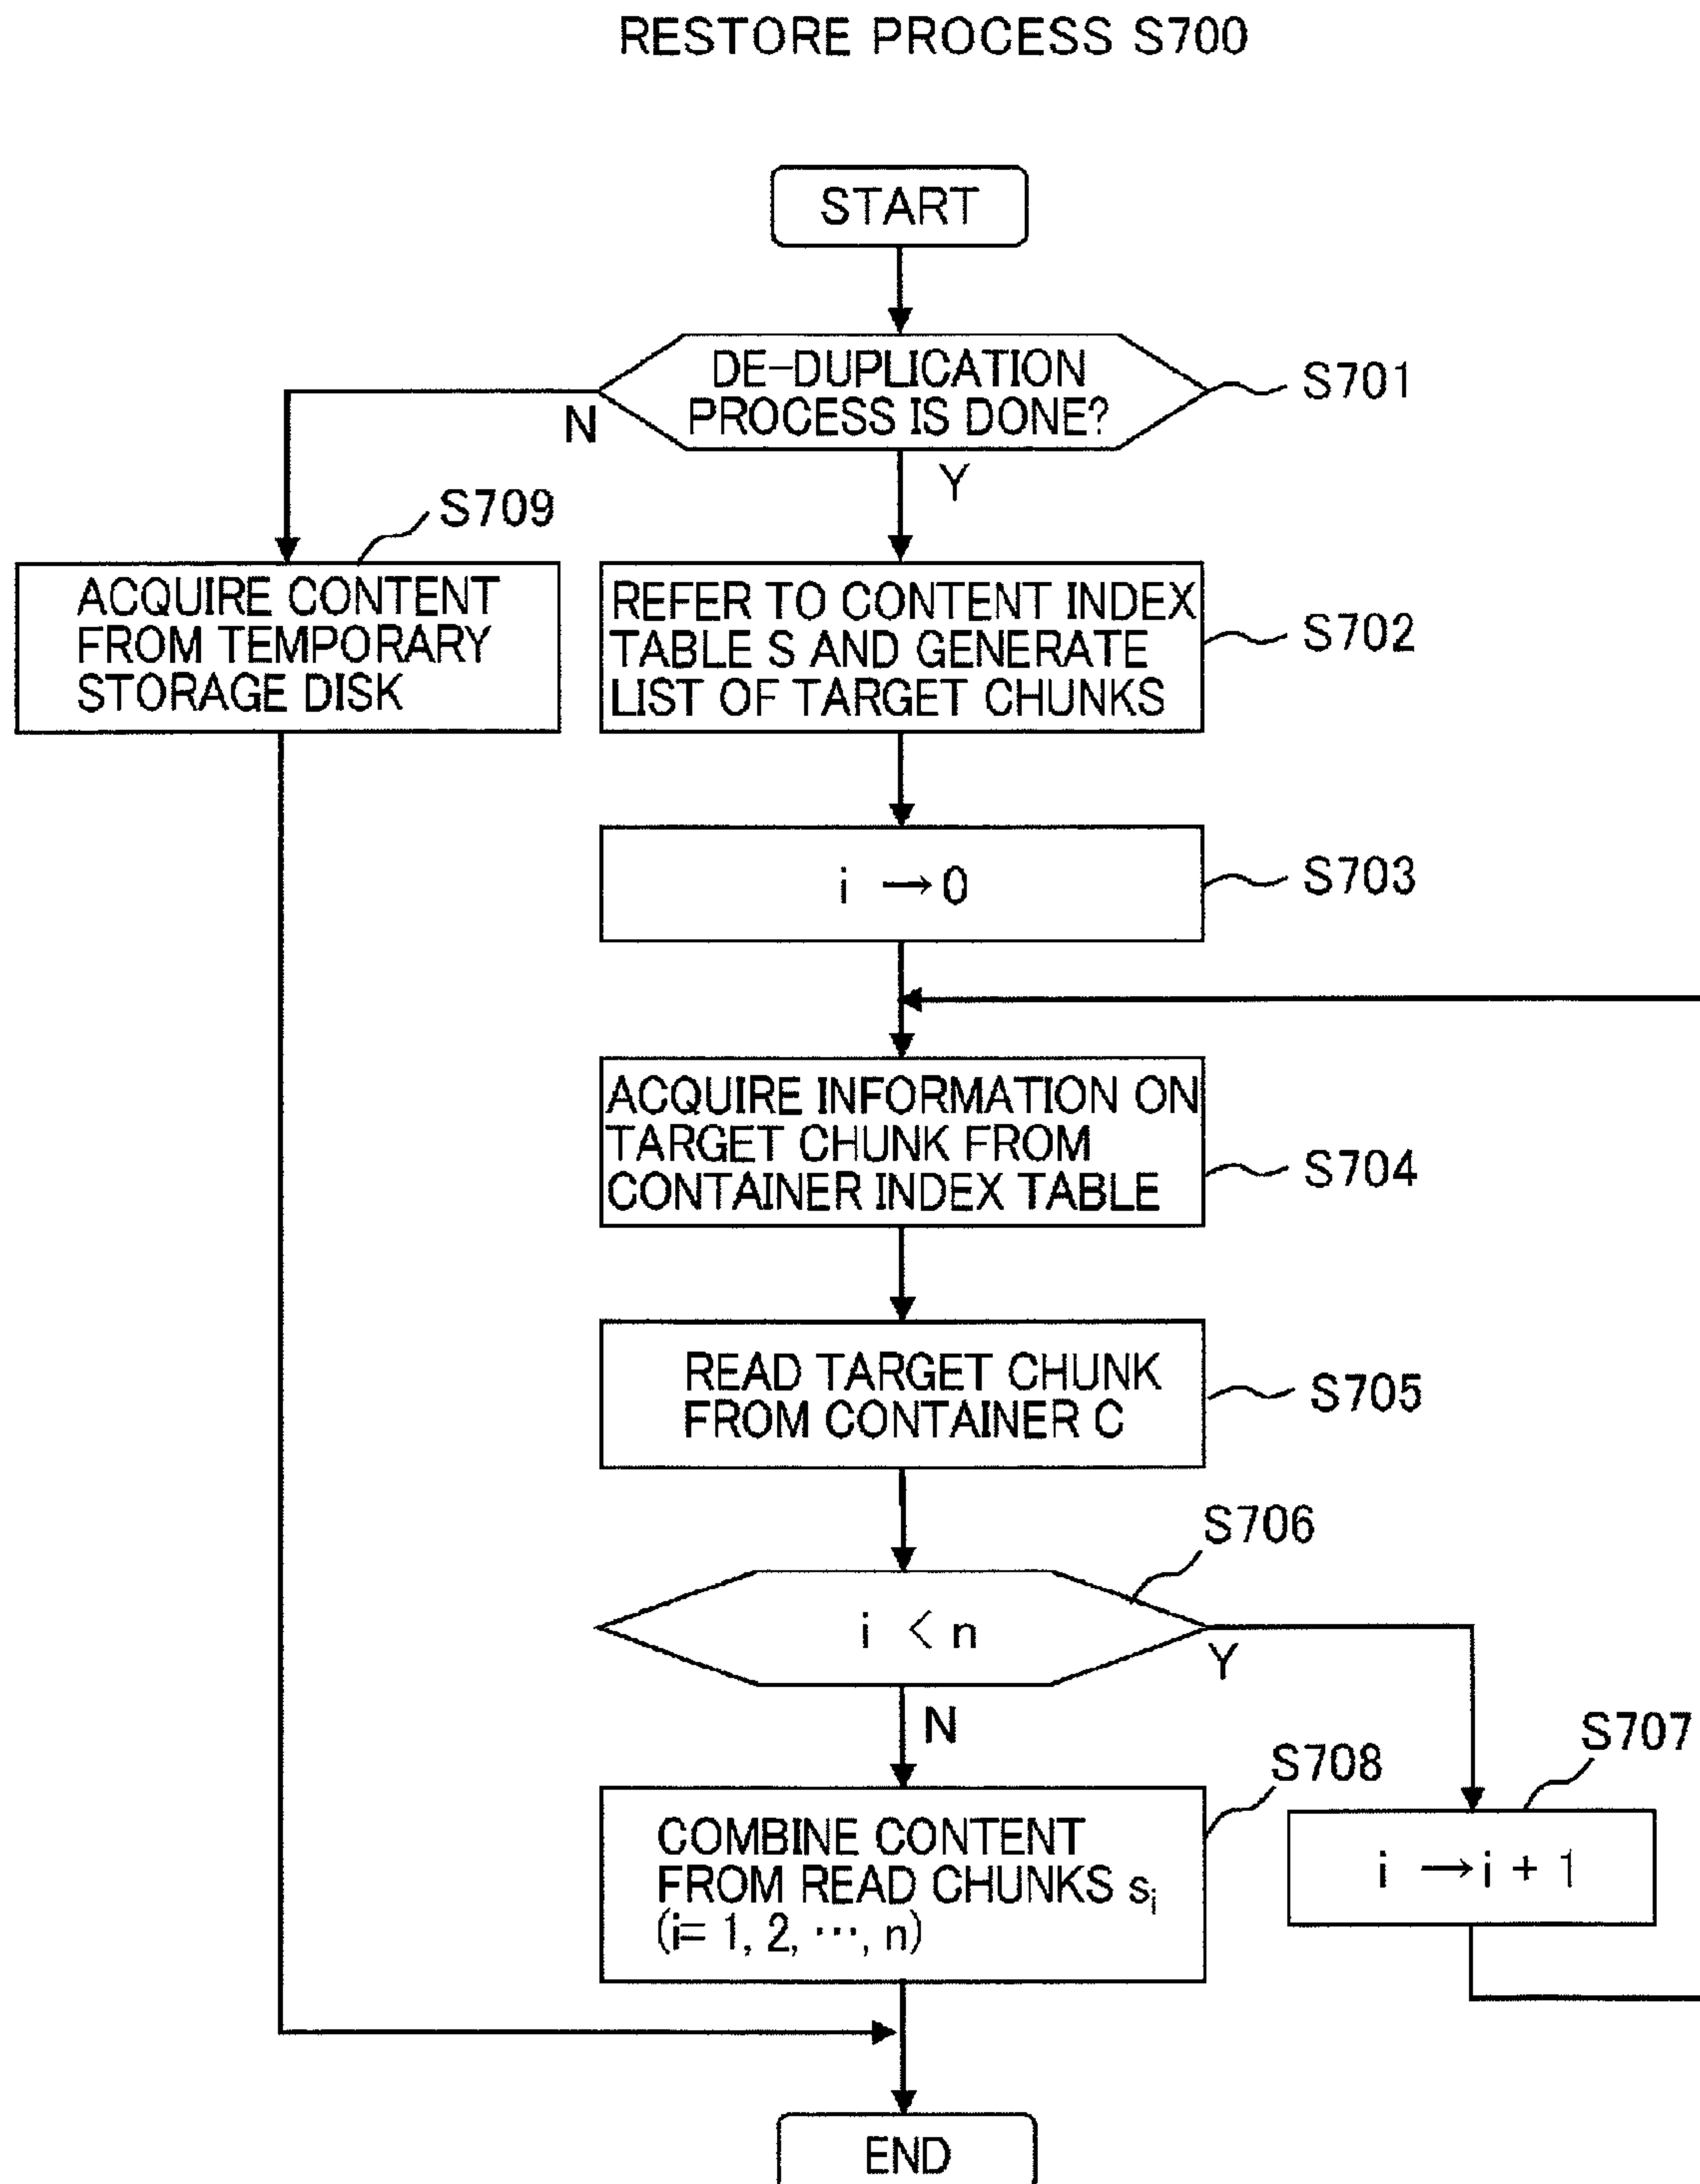 RESTORE PROCESS S700
START
DE-DUPLICATION
PROCESS IS DONE?
S701
N
Y
S709
ACQUIRE CONTENT
FROM TEMPORARY
STORAGE DISK
REFER TO CONTENT INDEX
TABLE S AND GENERATE
LIST OF TARGET CHUNKS
S702
i →0
S703
ACQUIRE INFORMATION ON
TARGET CHUNK FROM
CONTAINER INDEX TABLE
S704
READ TARGET CHUNK
FROM CONTAINER C
S705
S706
i < n
Y
N
S707
i →i + 1
S708
COMBINE CONTENT
FROM READ CHUNKS si
(i= 1, 2, ···, n)
END